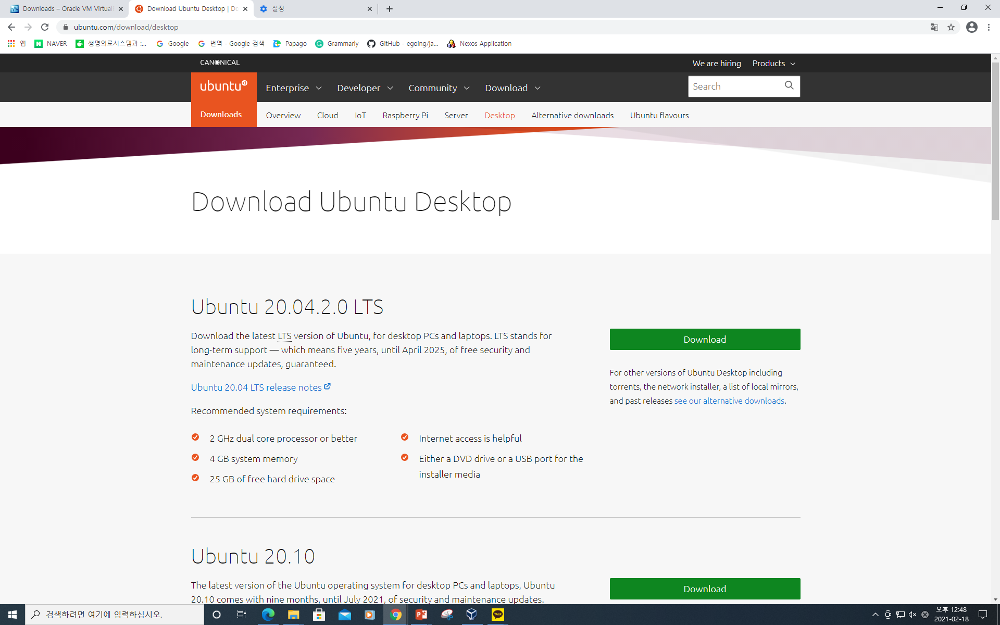 Downloads – Oracle VM Virtuali
Download Ubuntu Desktop | Do
설정
ubuntu.com/download/desktop
앱
NAVER
생명의료시스템과 :...
Google
번역 - Google 검색
Papago
Grammarly
GitHub - egoing/ja...
Nexos Application
CANONICAL
We are hiring
Products
ubuntu
Enterprise
Developer
Community
Download
Search
Downloads
Overview
Cloud
IoT
Raspberry Pi
Server
Desktop
Alternative downloads
Ubuntu flavours
Download Ubuntu Desktop
Ubuntu 20.04.2.0 LTS
Download the latest LTS version of Ubuntu, for desktop PCs and laptops. LTS stands for
long-term support — which means five years, until April 2025, of free security and
maintenance updates, guaranteed.
Ubuntu 20.04 LTS release notes
Recommended system requirements:
2 GHz dual core processor or better
4 GB system memory
25 GB of free hard drive space
Internet access is helpful
Either a DVD drive or a USB port for the
installer media
Download
For other versions of Ubuntu Desktop including
torrents, the network installer, a list of local mirrors,
and past releases see our alternative downloads.
Ubuntu 20.10
The latest version of the Ubuntu operating system for desktop PCs and laptops, Ubuntu
20.10 comes with nine months, until July 2021, of security and maintenance updates.
Download
검색하려면 여기에 입력하십시오.
TALK
오후 12:48
2021-02-18